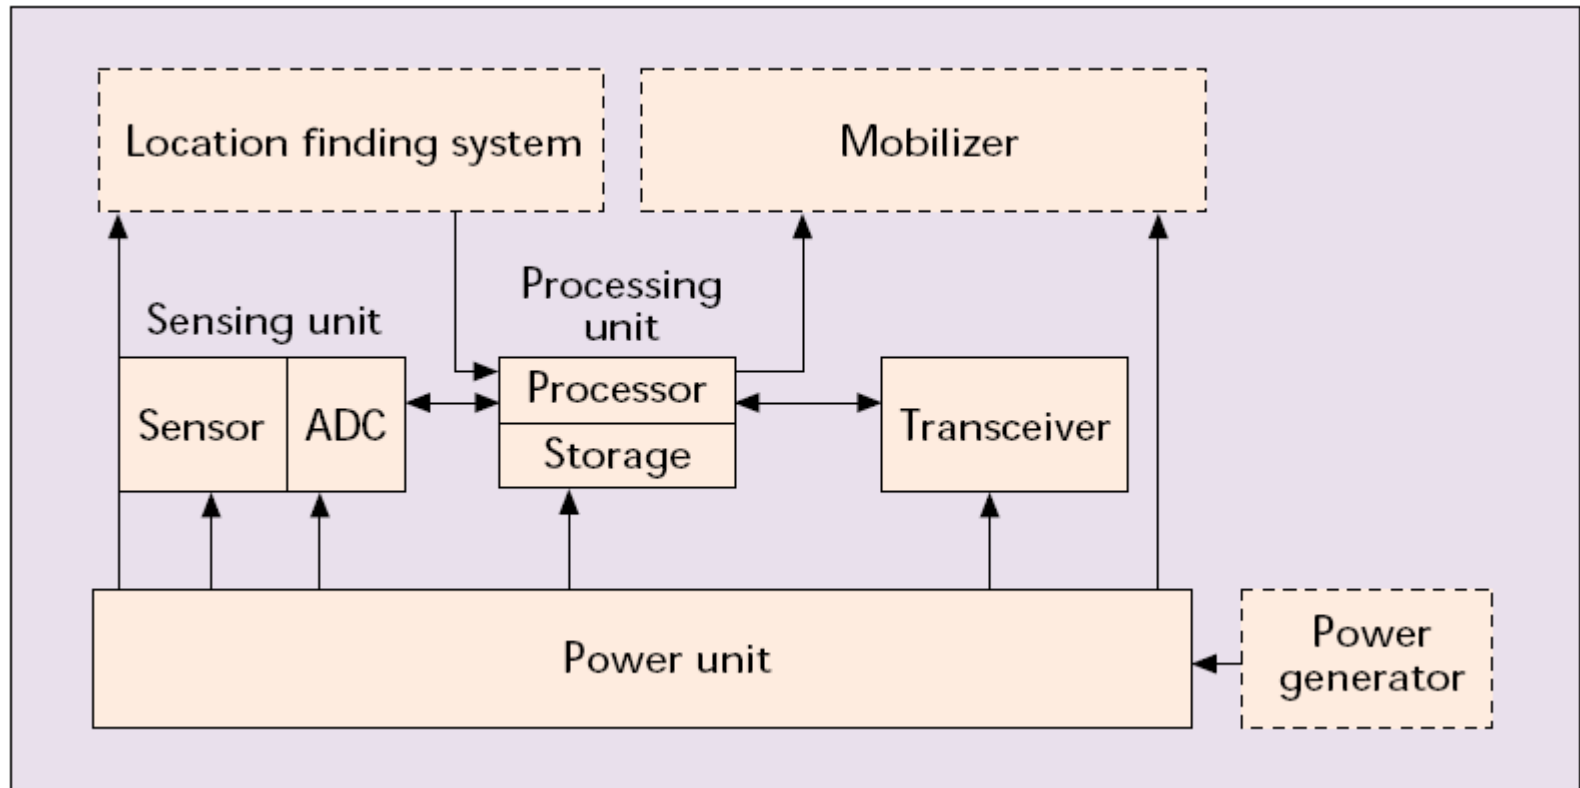 Location finding system
Mobilizer
Sensing unit
Processing
unit
Sensor
ADC
Processor
Storage
Transceiver
Power unit
Power
generator